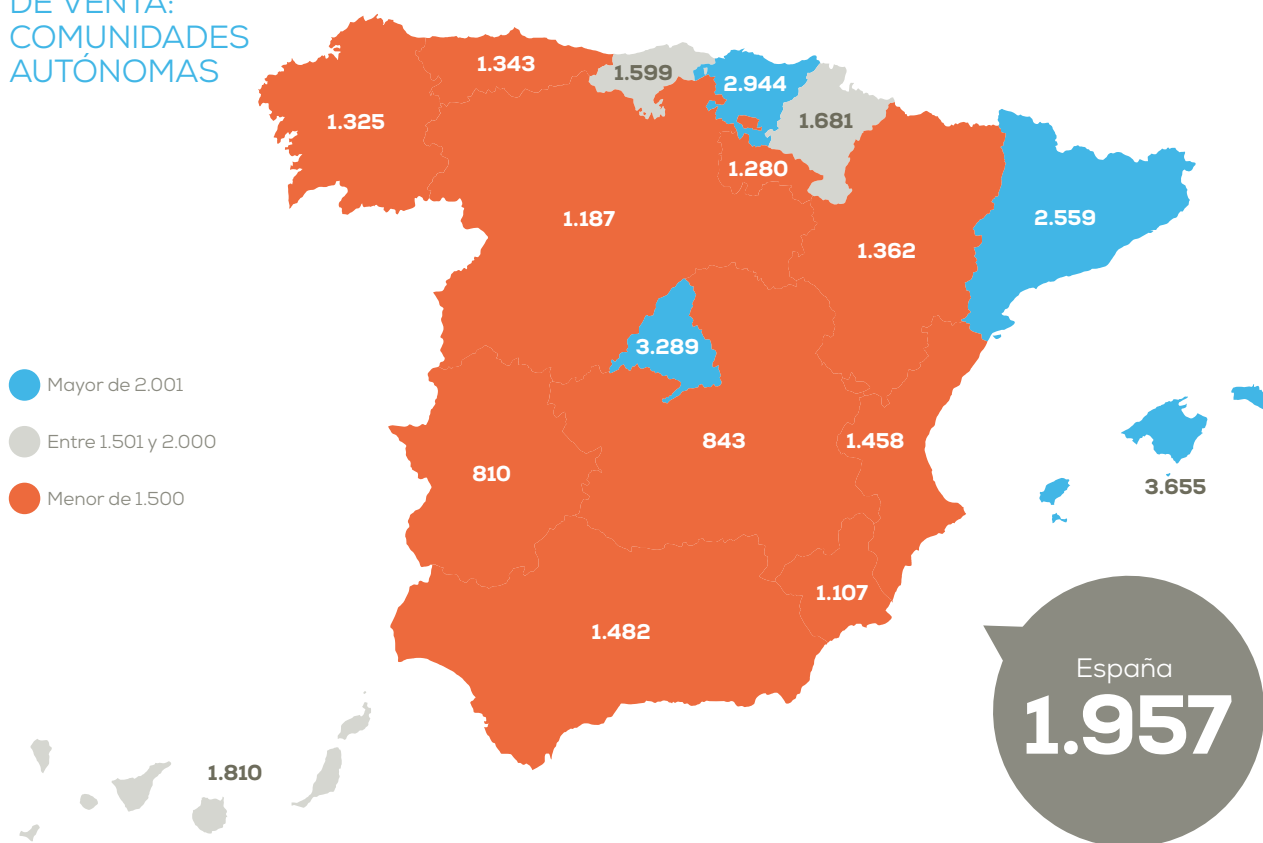 DE VENTA:
COMUNIDADES
AUTÓNOMAS
1.343
1.599
2.944
1.325
1.681
1.280
1.187
2.559
1.362
3.289
Mayor de 2.001
Entre 1.501 y 2.000
Menor de 1.500
843
1.458
810
3.655
1.107
1.482
España
1.957
1.810